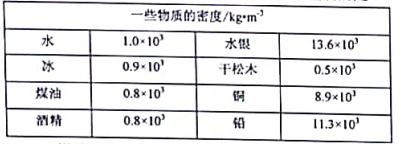 一些物质的密度/kg·m⁻³
水 1.0×10³ 水银 13.6×10³
冰 0.9×10³ 干松木 0.5×10³
煤油 0.8×10³ 铜 8.9×10³
酒精 0.8×10³ 铅 11.3×10³